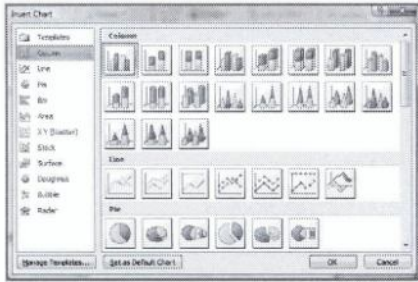 Insert Chart
Templates
Column
Line
Pie
Bar
Area
X Y (Scatter)
Stock
Surface
Doughnut
Bubble
Radar
Column
Line
Pie
Manage Templates...
Set as Default Chart
OK
Cancel